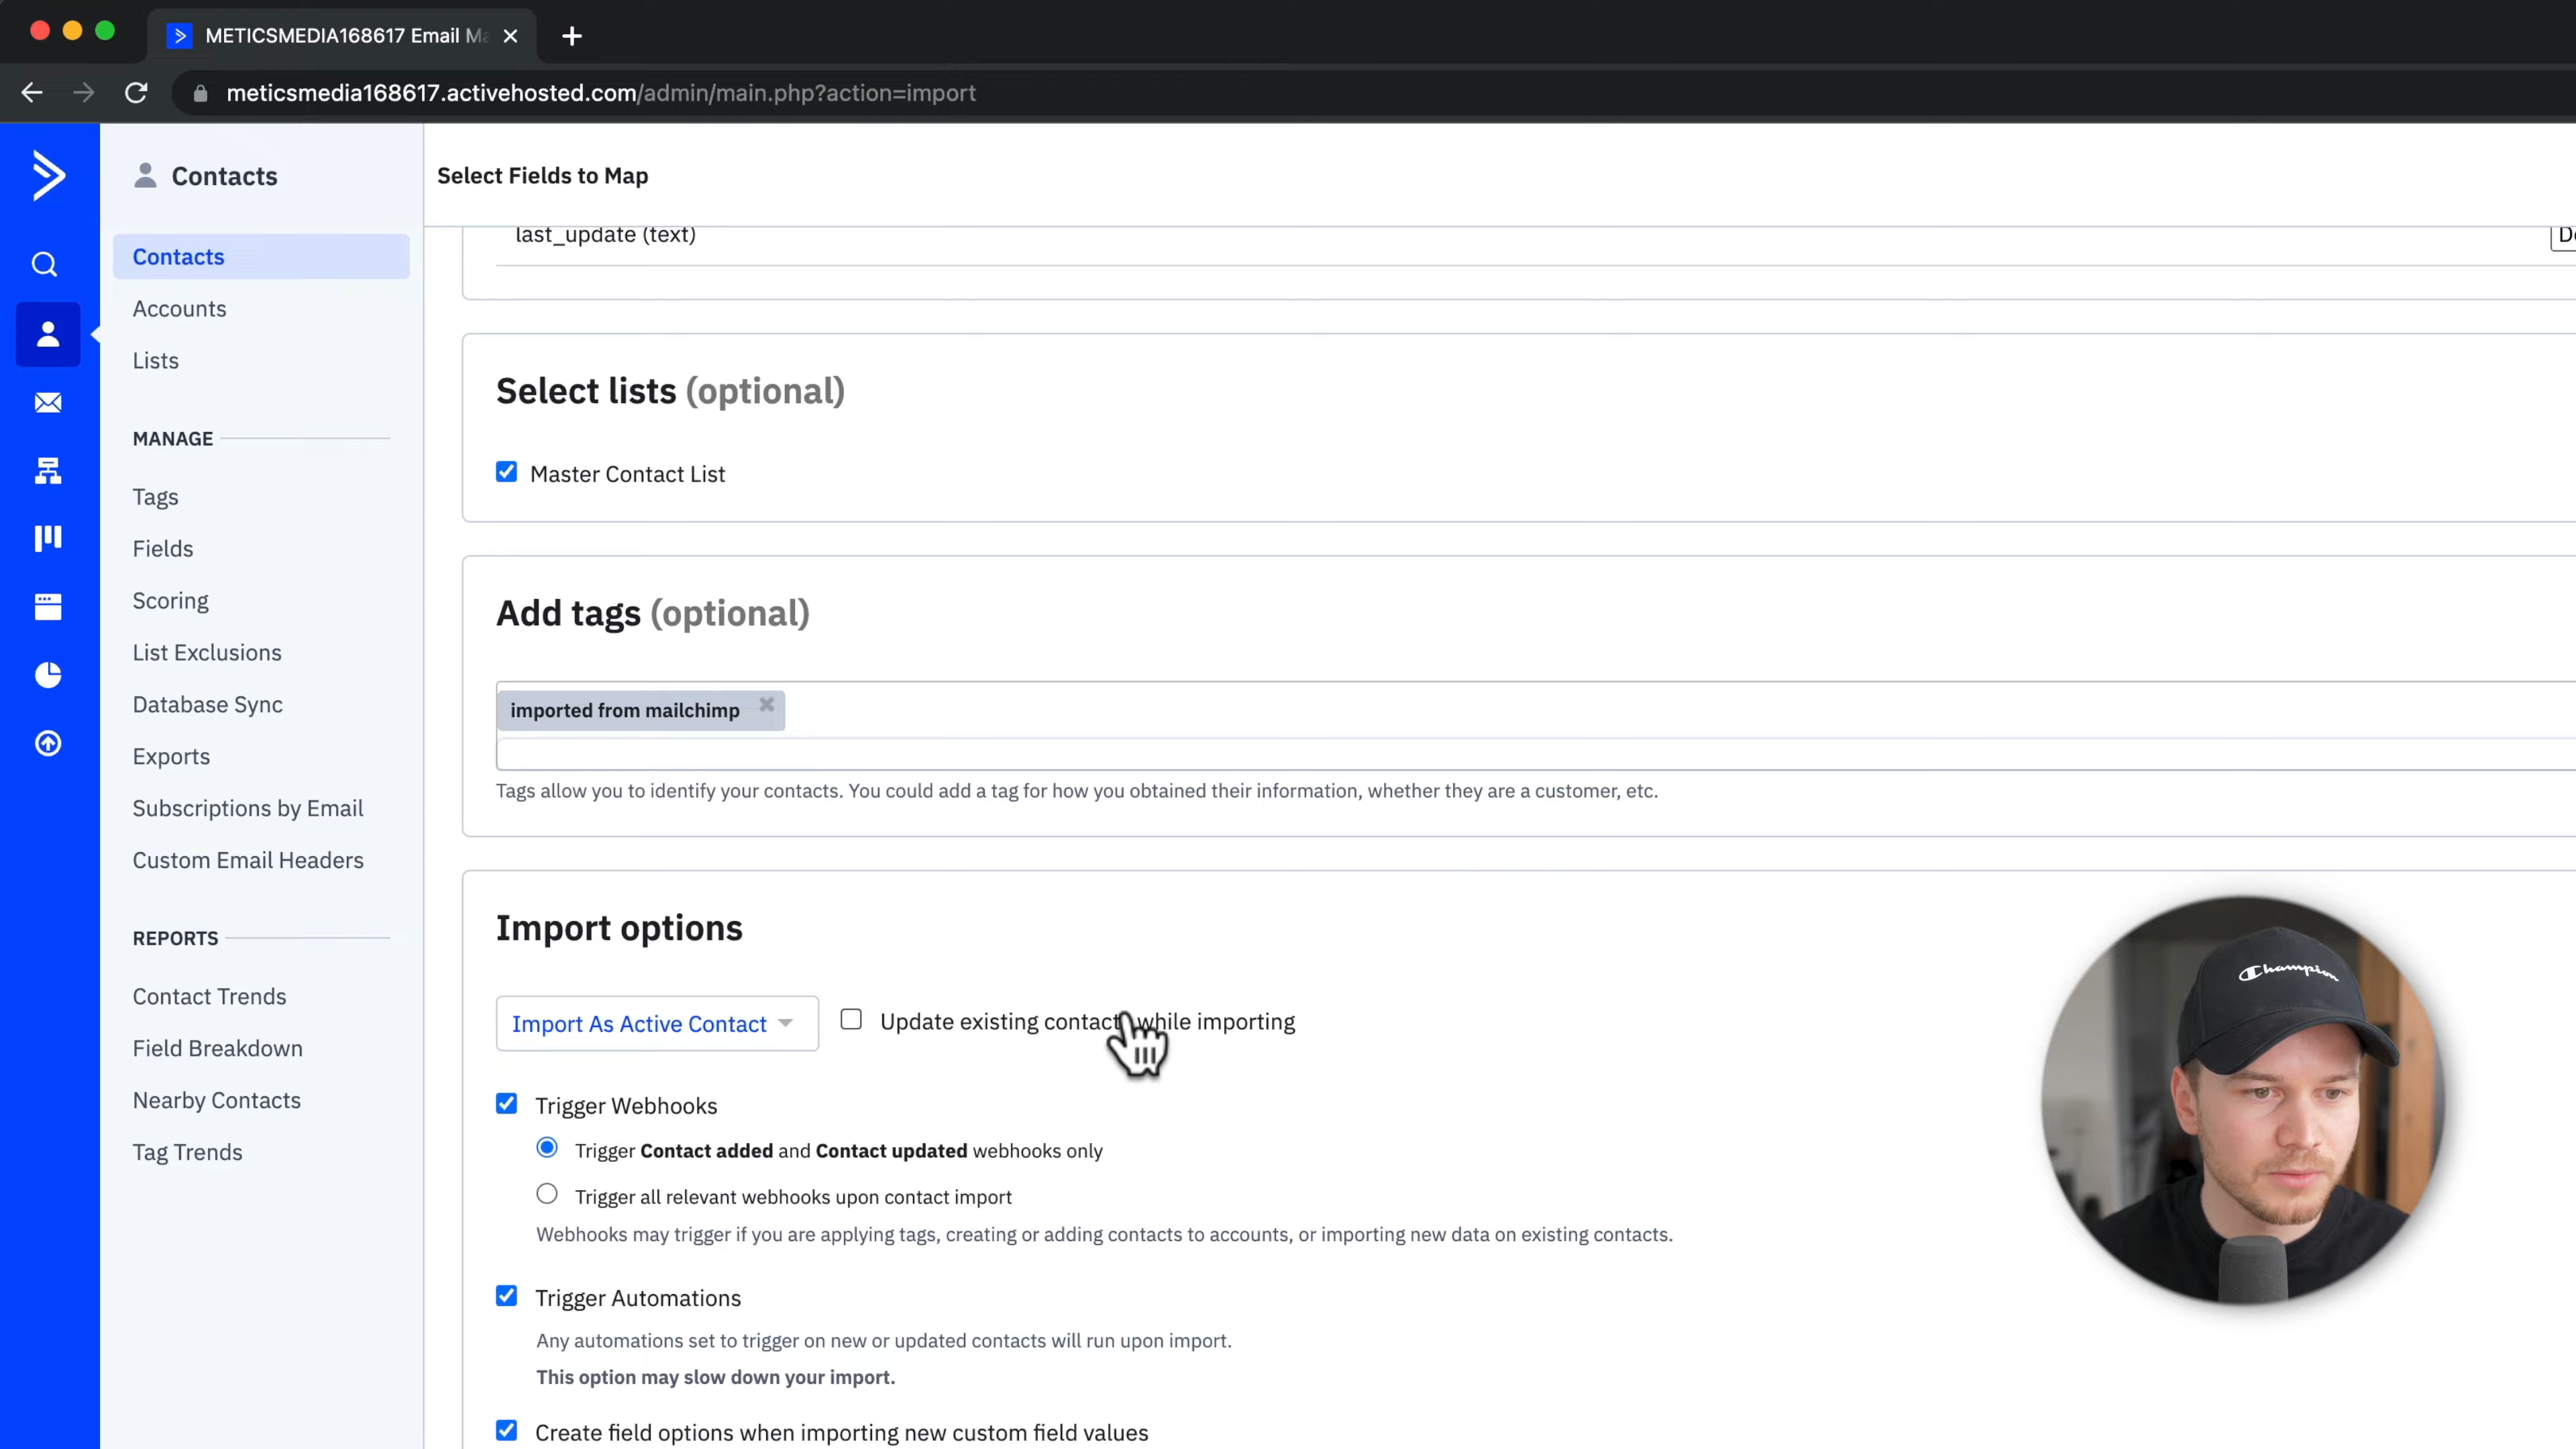 METICSMEDIA168617 Email Ma
meticsmedia168617.activehosted.com/admin/main.php?action=import
Contacts
Contacts
Accounts
Lists
MANAGE
Tags
Fields
Scoring
List Exclusions
Database Sync
Exports
Subscriptions by Email
Custom Email Headers
REPORTS
Contact Trends
Field Breakdown
Nearby Contacts
Tag Trends
Select Fields to Map
last_update (text)
Select lists (optional)
Master Contact List
Add tags (optional)
imported from mailchimp
Tags allow you to identify your contacts. You could add a tag for how you obtained their information, whether they are a customer, etc.
Import options
Import As Active Contact
Update existing contact while importing
Trigger Webhooks
Trigger Contact added and Contact updated webhooks only
Trigger all relevant webhooks upon contact import
Webhooks may trigger if you are applying tags, creating or adding contacts to accounts, or importing new data on existing contacts.
Trigger Automations
Any automations set to trigger on new or updated contacts will run upon import.
This option may slow down your import.
Create field options when importing new custom field values
Champion